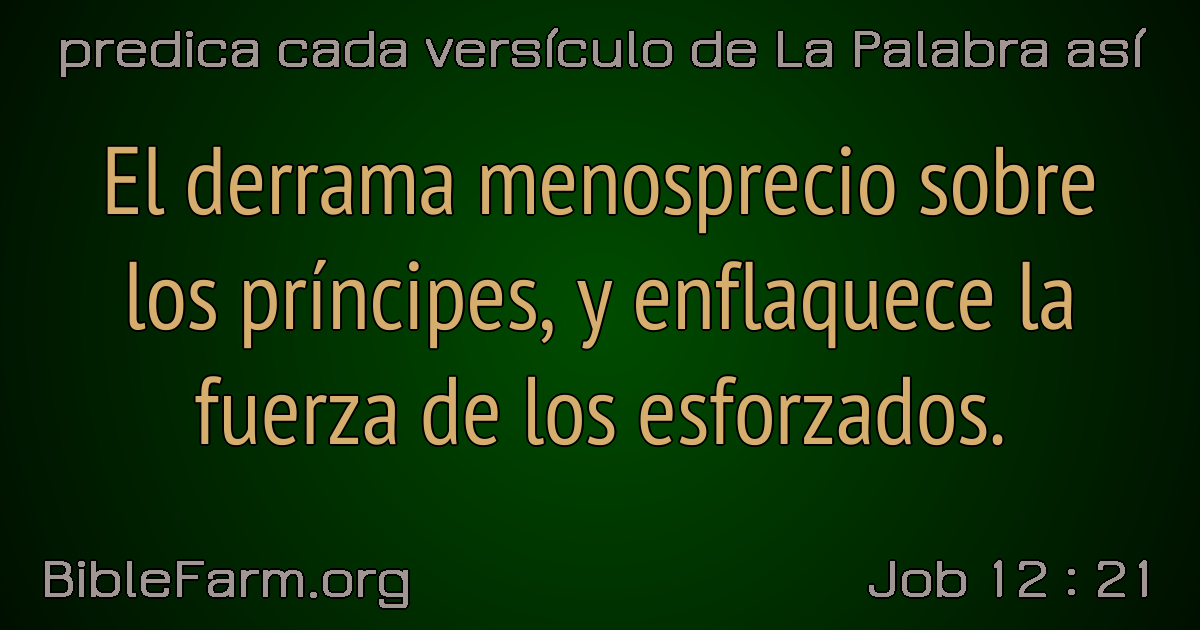 predica cada versículo de La Palabra así
El derrama menosprecio sobre
los príncipes, y enflaquece la
fuerza de los esforzados.
BibleFarm.org
Job 12 : 21